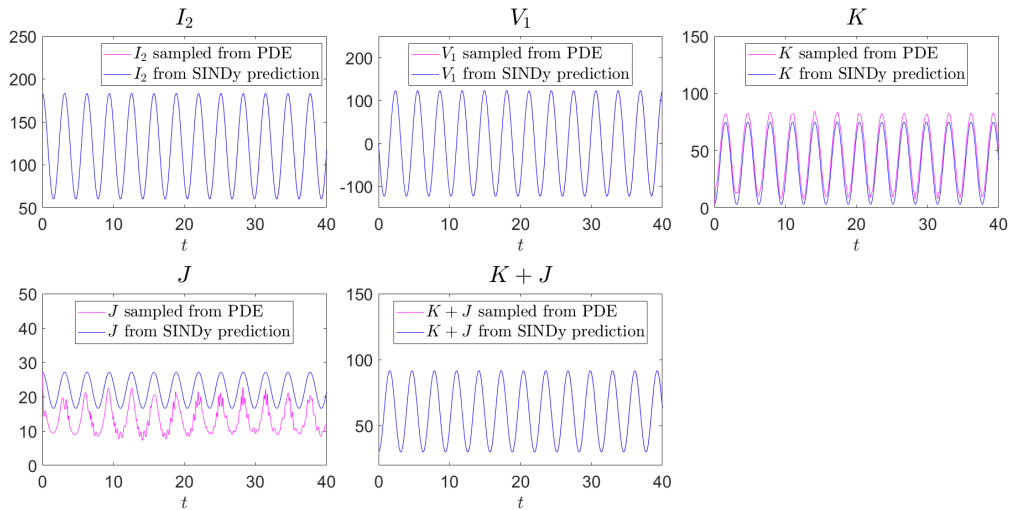 I₂
250
200
150
100
50
I₂ sampled from PDE
I₂ from SINDy prediction
0 10 20 30 40
t
V₁
200
100
0
-100
V₁ sampled from PDE
V₁ from SINDy prediction
0 10 20 30 40
t
K
150
100
50
0
K sampled from PDE
K from SINDy prediction
0 10 20 30 40
t
J
50
40
30
20
10
0
J sampled from PDE
J from SINDy prediction
0 10 20 30 40
t
K + J
150
100
50
K + J sampled from PDE
K + J from SINDy prediction
0 10 20 30 40
t